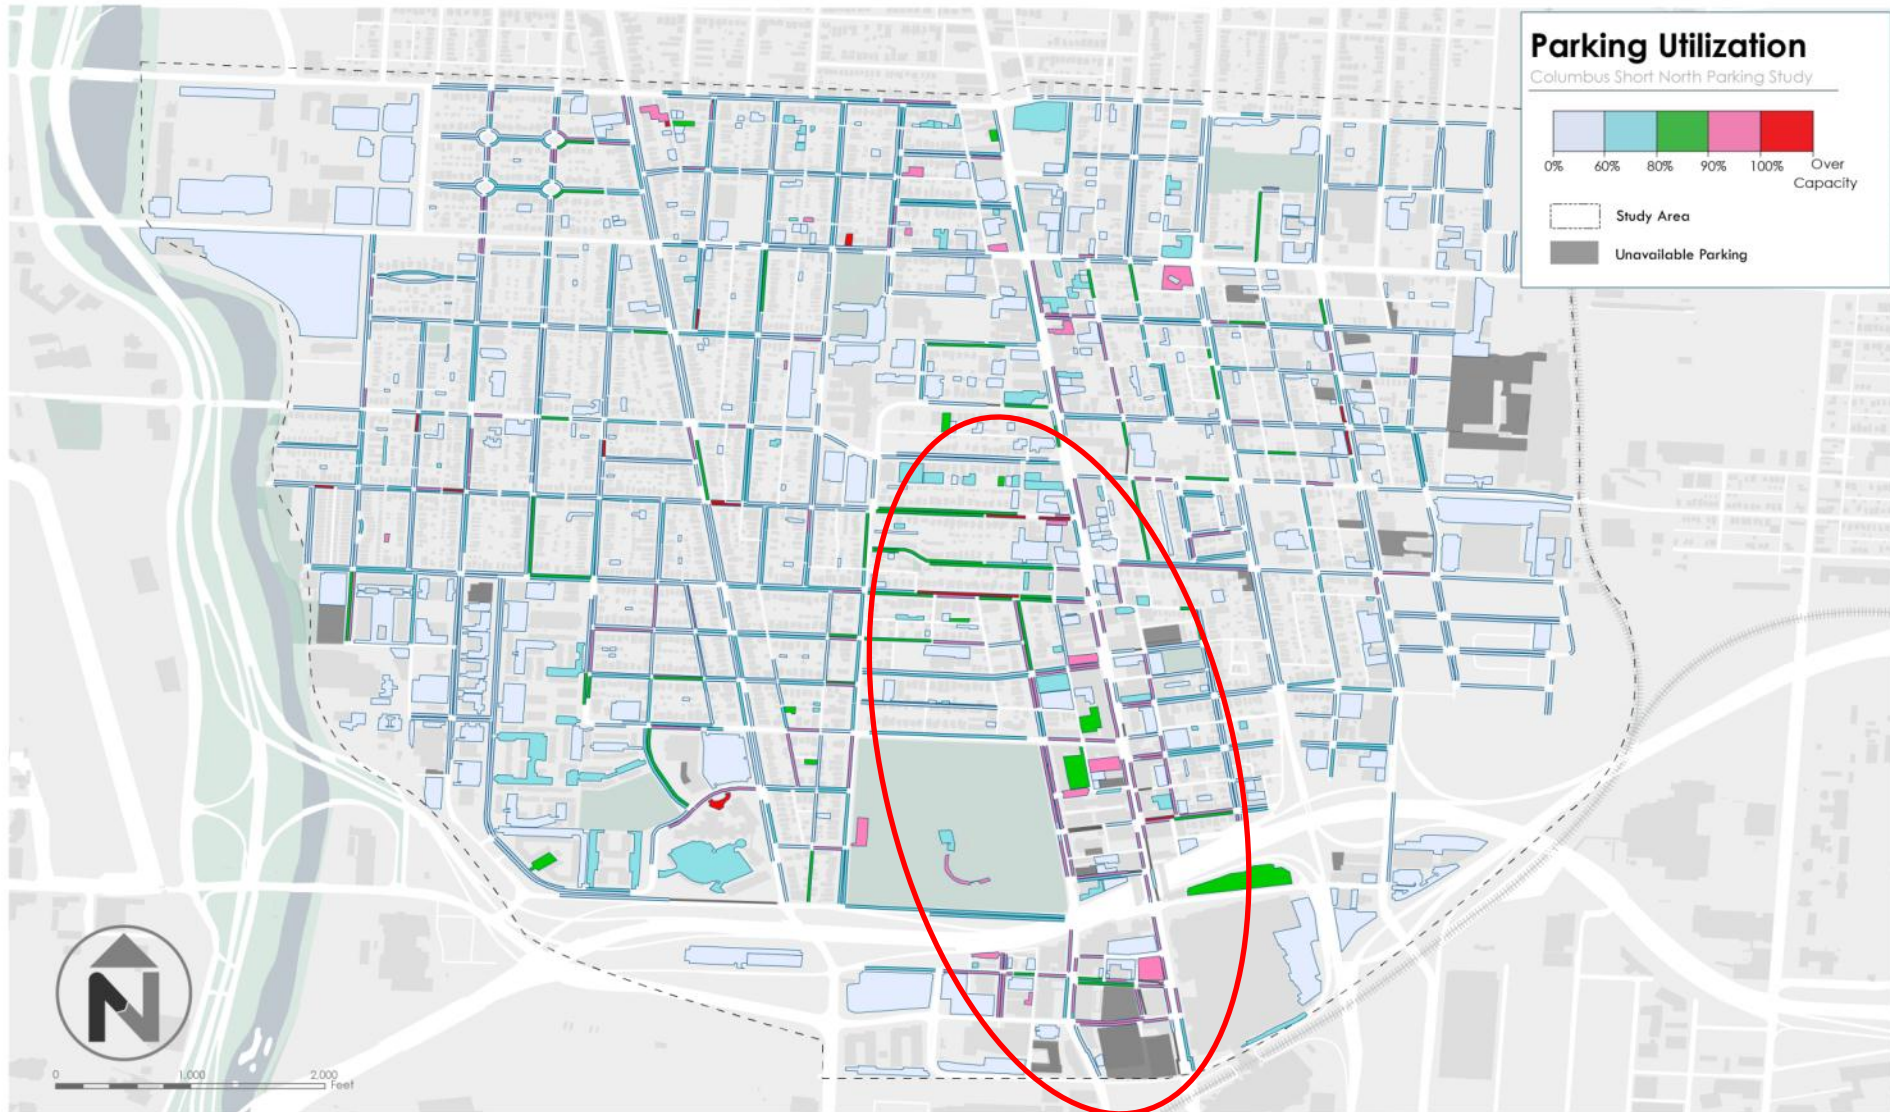 Parking Utilization
Columbus Short North Parking Study
0% 60% 80% 90% 100% Over
Capacity
Study Area
Unavailable Parking
N
0 1,000 2,000
Feet